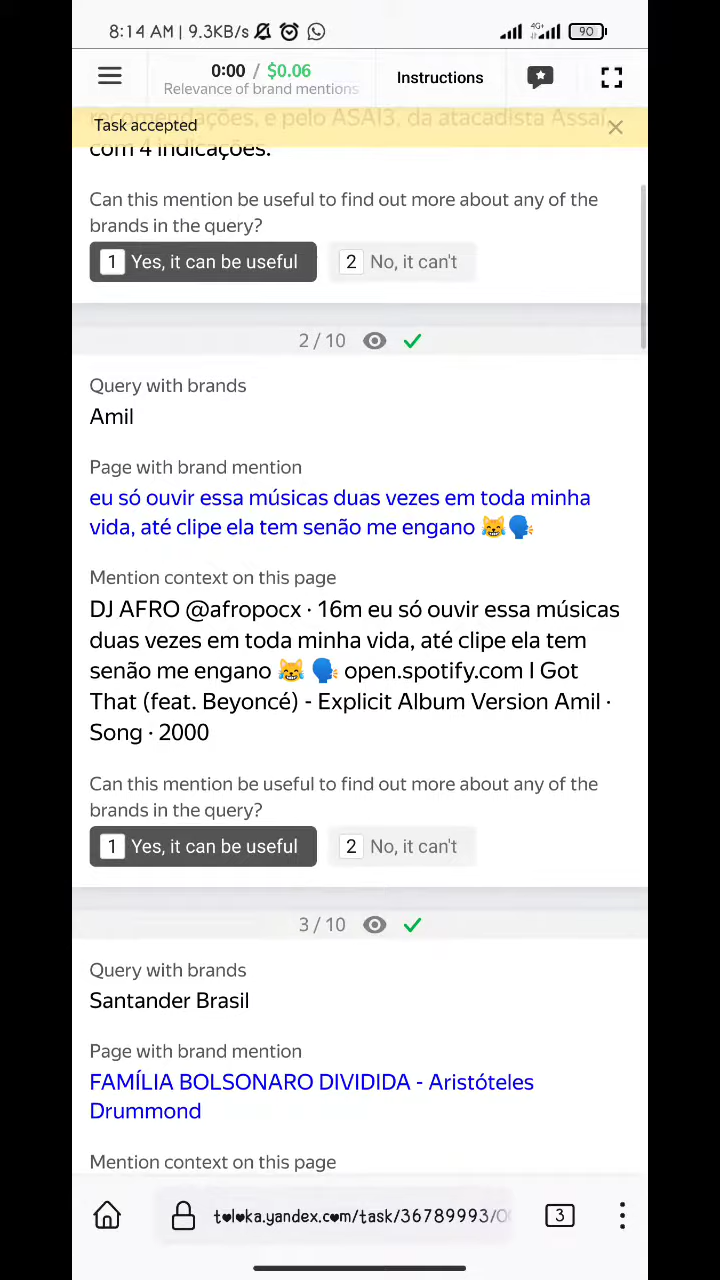 8:14 AM | 9.3KB/s
4G+
90
0:00 / $0.06
Relevance of brand mentions
Instructions
recomendações, e pelo ASAI3, da atacadista Assaí,
Task accepted
com 4 indicações.
Can this mention be useful to find out more about any of the
brands in the query?
1 Yes, it can be useful
2 No, it can't
2 / 10
Query with brands
Amil
Page with brand mention
eu só ouvir essa músicas duas vezes em toda minha
vida, até clipe ela tem senão me engano 😹🗣️
Mention context on this page
DJ AFRO @afropocx · 16m eu só ouvir essa músicas
duas vezes em toda minha vida, até clipe ela tem
senão me engano 😹 🗣️ open.spotify.com I Got
That (feat. Beyoncé) - Explicit Album Version Amil ·
Song · 2000
Can this mention be useful to find out more about any of the
brands in the query?
1 Yes, it can be useful
2 No, it can't
3 / 10
Query with brands
Santander Brasil
Page with brand mention
FAMÍLIA BOLSONARO DIVIDIDA - Aristóteles
Drummond
Mention context on this page
toloka.yandex.com/task/36789993/00
3